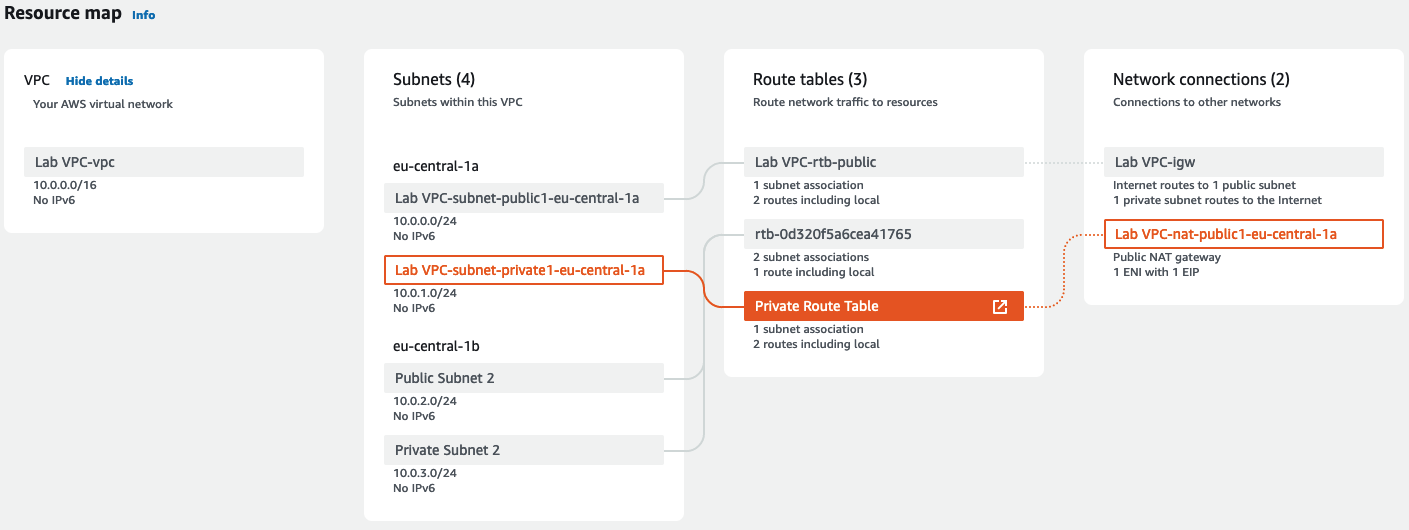 Resource map Info
VPC Hide details
Your AWS virtual network
Lab VPC-vpc
10.0.0.0/16
No IPv6
Subnets (4)
Subnets within this VPC
eu-central-1a
Lab VPC-subnet-public1-eu-central-1a
10.0.0.0/24
No IPv6
Lab VPC-subnet-private1-eu-central-1a
10.0.1.0/24
No IPv6
eu-central-1b
Public Subnet 2
10.0.2.0/24
No IPv6
Private Subnet 2
10.0.3.0/24
No IPv6
Route tables (3)
Route network traffic to resources
Lab VPC-rtb-public
1 subnet association
2 routes including local
rtb-0d320f5a6cea41765
2 subnet associations
1 route including local
Private Route Table
1 subnet association
2 routes including local
Network connections (2)
Connections to other networks
Lab VPC-igw
Internet routes to 1 public subnet
1 private subnet routes to the Internet
Lab VPC-nat-public1-eu-central-1a
Public NAT gateway
1 ENI with 1 EIP